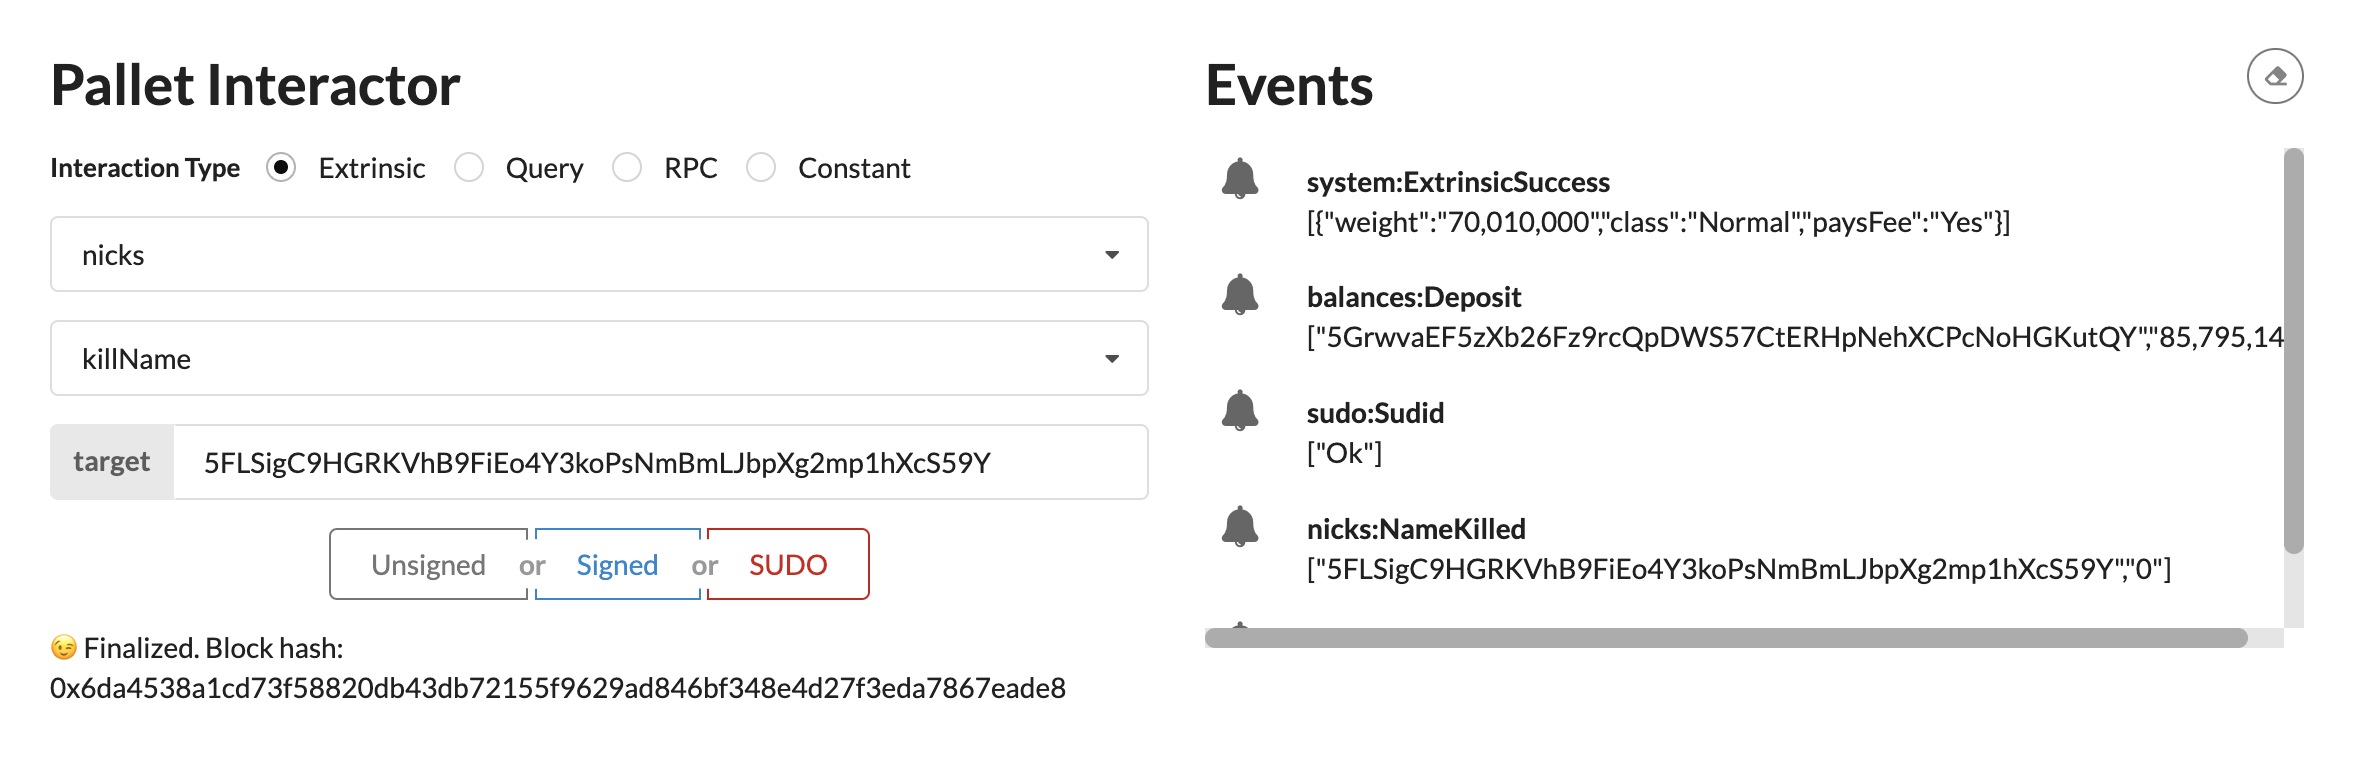 Pallet Interactor
Interaction Type Extrinsic Query RPC Constant
nicks
killName
target 5FLSigC9HGRKVhB9FiEo4Y3koPsNmBmLJbpXg2mp1hXcS59Y
Unsigned or Signed or SUDO
😉 Finalized. Block hash:
0x6da4538a1cd73f58820db43db72155f9629ad846bf348e4d27f3eda7867eade8
Events
system:ExtrinsicSuccess
[{"weight":"70,010,000","class":"Normal","paysFee":"Yes"}]
balances:Deposit
["5GrwvaEF5zXb26Fz9rcQpDWS57CtERHpNehXCPcNoHGKutQY","85,795,14
sudo:Sudid
["Ok"]
nicks:NameKilled
["5FLSigC9HGRKVhB9FiEo4Y3koPsNmBmLJbpXg2mp1hXcS59Y","0"]